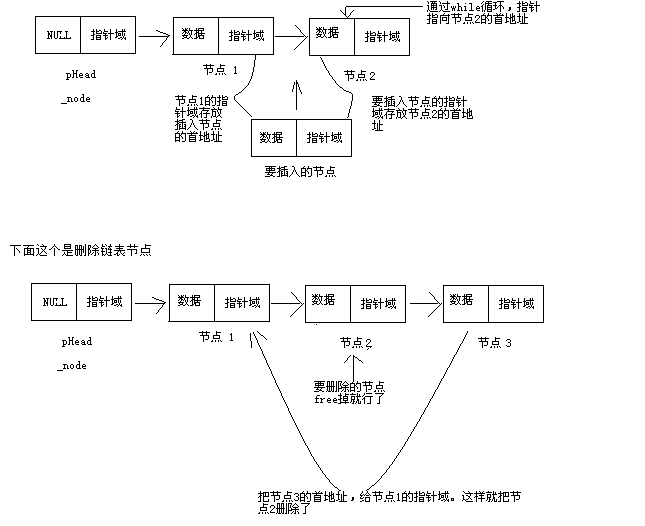 通过while循环，指针
指向节点2的首地址
NULL 指针域 数据 指针域 数据 指针域
pHead 节点 1 节点2
_node
节点1的指
针域存放
插入节点
的首地址
要插入节点的指针
域存放节点2的首地
址
数据 指针域
要插入的节点
下面这个是删除链表节点
NULL 指针域 数据 指针域 数据 指针域 数据 指针域
pHead 节点 1 节点2 节点 3
_node
要删除的节点
free掉就行了
把节点3的首地址，给节点1的指针域。这样就把节
点2删除了